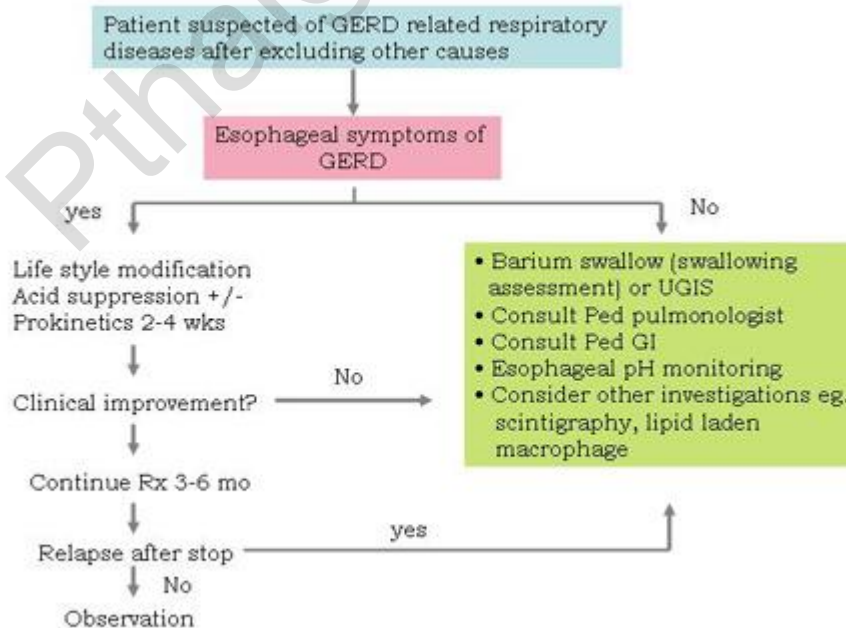 Patient suspected of GERD related respiratory
diseases after excluding other causes
Esophageal symptoms of
GERD
yes
No
Life style modification
Acid suppression +/-
Prokinetics 2-4 wks
• Barium swallow (swallowing
assessment) or UGIS
• Consult Ped pulmonologist
• Consult Ped GI
• Esophageal pH monitoring
• Consider other investigations eg.
scintigraphy, lipid laden
macrophage
Clinical improvement?
No
Continue Rx 3-6 mo
Relapse after stop
yes
No
Observation